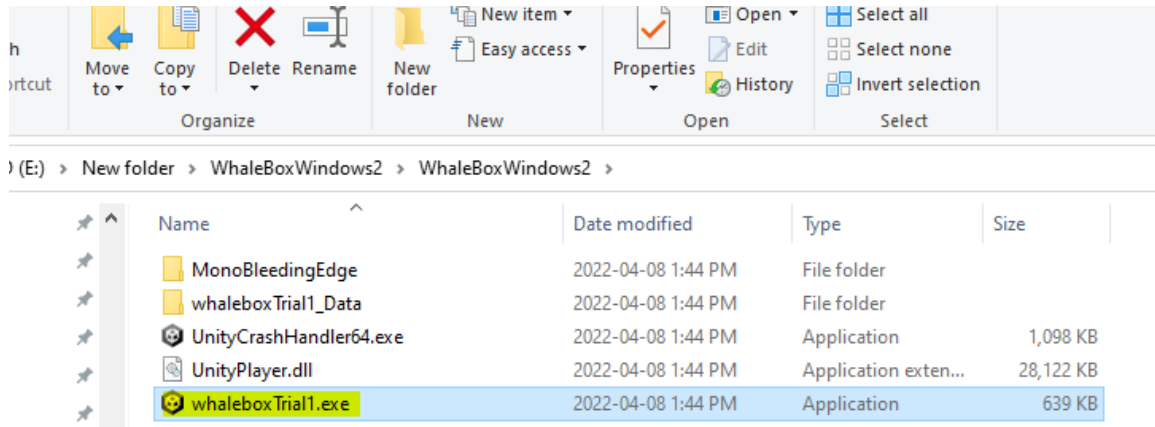 New item
Open
Select all
h
Easy access
Edit
Select none
ortcut
Move to
Copy to
Delete
Rename
New folder
Properties
History
Invert selection
Organize
New
Open
Select
(E:) > New folder > WhaleBoxWindows2 > WhaleBoxWindows2 >
Name Date modified Type Size
MonoBleedingEdge 2022-04-08 1:44 PM File folder
whaleboxTrial1_Data 2022-04-08 1:44 PM File folder
UnityCrashHandler64.exe 2022-04-08 1:44 PM Application 1,098 KB
UnityPlayer.dll 2022-04-08 1:44 PM Application exten... 28,122 KB
whaleboxTrial1.exe 2022-04-08 1:44 PM Application 639 KB